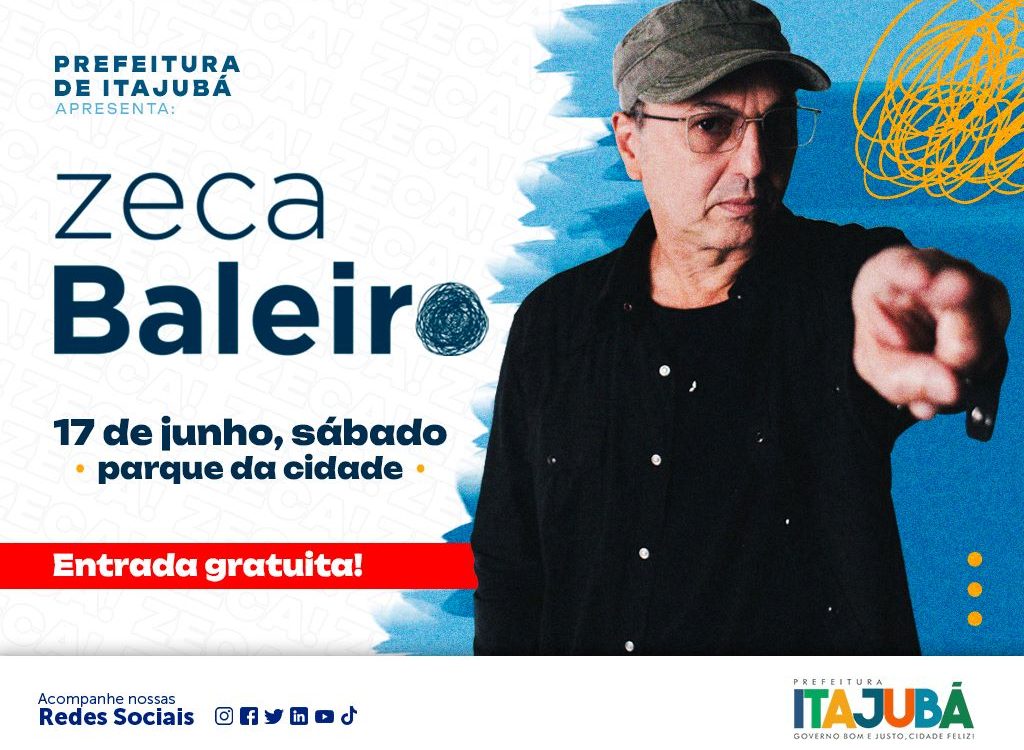 PREFEITURA
DE ITAJUBÁ
APRESENTA:
zeca
Baleiro
17 de junho, sábado
• parque da cidade •
Entrada gratuita!
Acompanhe nossas
Redes Sociais
PREFEITURA
ITAJUBÁ
GOVERNO BOM E JUSTO, CIDADE FELIZ!